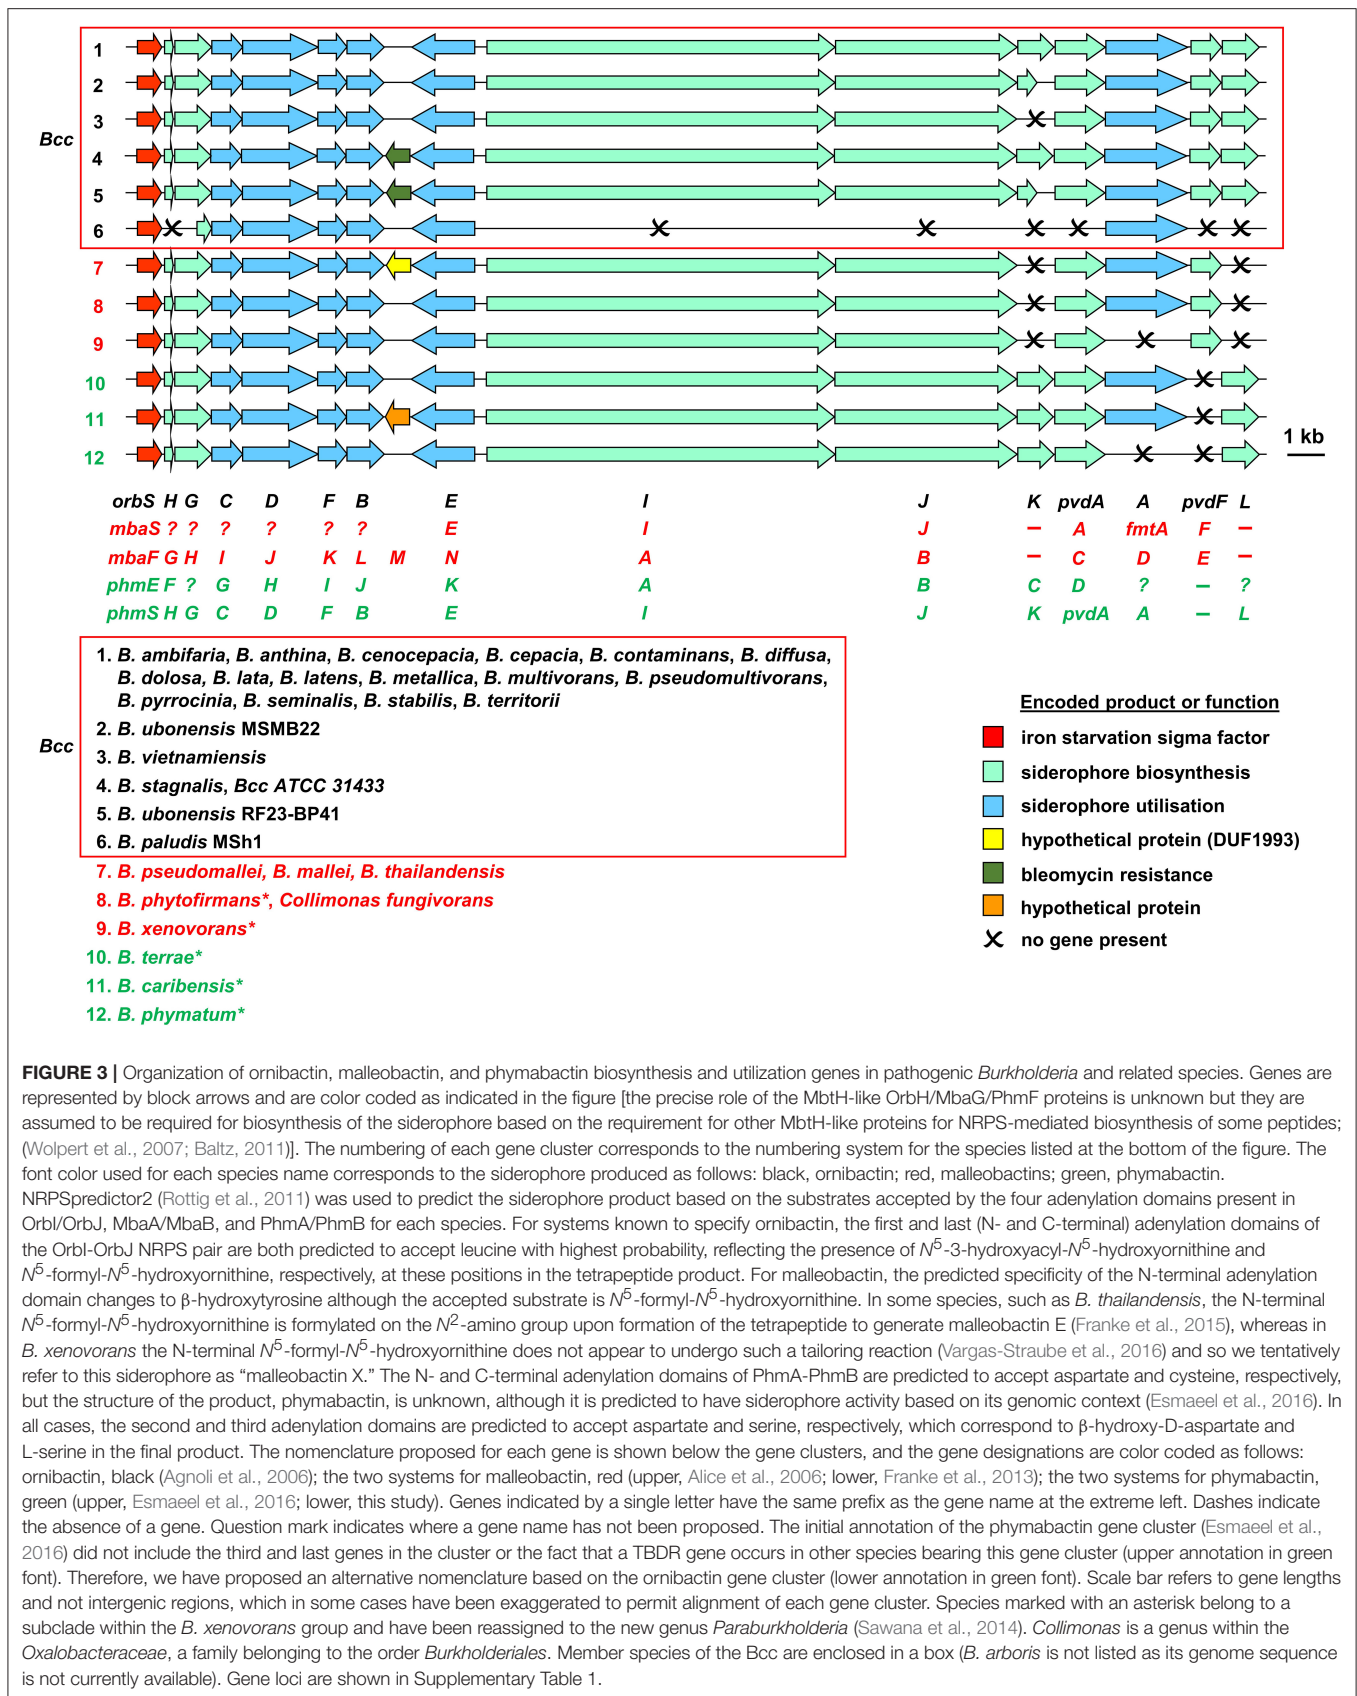 1
2
3
Bcc
4
5
6
7
8
9
10
11
12
1 kb
orbS H G C D F B E I J K pvdA A pvdF L
mbaS ? ? ? ? ? ? E I J – A fmtA F –
mbaF G H I J K L M N A B – C D E –
phmE F ? G H I J K A B C D ? – ?
phmS H G C D F B E I J K pvdA A – L
1. B. ambifaria, B. anthina, B. cenocepacia, B. cepacia, B. contaminans, B. diffusa,
B. dolosa, B. lata, B. latens, B. metallica, B. multivorans, B. pseudomultivorans,
B. pyrrocinia, B. seminalis, B. stabilis, B. territorii
2. B. ubonensis MSMB22
Bcc
3. B. vietnamiensis
4. B. stagnalis, Bcc ATCC 31433
5. B. ubonensis RF23-BP41
6. B. paludis MSh1
7. B. pseudomallei, B. mallei, B. thailandensis
8. B. phytofirmans*, Collimonas fungivorans
9. B. xenovorans*
10. B. terrae*
11. B. caribensis*
12. B. phymatum*
Encoded product or function
iron starvation sigma factor
siderophore biosynthesis
siderophore utilisation
hypothetical protein (DUF1993)
bleomycin resistance
hypothetical protein
no gene present
FIGURE 3 | Organization of ornibactin, malleobactin, and phymabactin biosynthesis and utilization genes in pathogenic Burkholderia and related species. Genes are
represented by block arrows and are color coded as indicated in the figure [the precise role of the MbtH-like OrbH/MbaG/PhmF proteins is unknown but they are
assumed to be required for biosynthesis of the siderophore based on the requirement for other MbtH-like proteins for NRPS-mediated biosynthesis of some peptides;
(Wolpert et al., 2007; Baltz, 2011)]. The numbering of each gene cluster corresponds to the numbering system for the species listed at the bottom of the figure. The
font color used for each species name corresponds to the siderophore produced as follows: black, ornibactin; red, malleobactins; green, phymabactin.
NRPSpredictor2 (Rottig et al., 2011) was used to predict the siderophore product based on the substrates accepted by the four adenylation domains present in
OrbI/OrbJ, MbaA/MbaB, and PhmA/PhmB for each species. For systems known to specify ornibactin, the first and last (N- and C-terminal) adenylation domains of
the OrbI-OrbJ NRPS pair are both predicted to accept leucine with highest probability, reflecting the presence of N5-3-hydroxyacyl-N5-hydroxyornithine and
N5-formyl-N5-hydroxyornithine, respectively, at these positions in the tetrapeptide product. For malleobactin, the predicted specificity of the N-terminal adenylation
domain changes to β-hydroxytyrosine although the accepted substrate is N5-formyl-N5-hydroxyornithine. In some species, such as B. thailandensis, the N-terminal
N5-formyl-N5-hydroxyornithine is formylated on the N2-amino group upon formation of the tetrapeptide to generate malleobactin E (Franke et al., 2015), whereas in
B. xenovorans the N-terminal N5-formyl-N5-hydroxyornithine does not appear to undergo such a tailoring reaction (Vargas-Straube et al., 2016) and so we tentatively
refer to this siderophore as “malleobactin X.” The N- and C-terminal adenylation domains of PhmA-PhmB are predicted to accept aspartate and cysteine, respectively,
but the structure of the product, phymabactin, is unknown, although it is predicted to have siderophore activity based on its genomic context (Esmaeel et al., 2016). In
all cases, the second and third adenylation domains are predicted to accept aspartate and serine, respectively, which correspond to β-hydroxy-D-aspartate and
L-serine in the final product. The nomenclature proposed for each gene is shown below the gene clusters, and the gene designations are color coded as follows:
ornibactin, black (Agnoli et al., 2006); the two systems for malleobactin, red (upper, Alice et al., 2006; lower, Franke et al., 2013); the two systems for phymabactin,
green (upper, Esmaeel et al., 2016; lower, this study). Genes indicated by a single letter have the same prefix as the gene name at the extreme left. Dashes indicate
the absence of a gene. Question mark indicates where a gene name has not been proposed. The initial annotation of the phymabactin gene cluster (Esmaeel et al.,
2016) did not include the third and last genes in the cluster or the fact that a TBDR gene occurs in other species bearing this gene cluster (upper annotation in green
font). Therefore, we have proposed an alternative nomenclature based on the ornibactin gene cluster (lower annotation in green font). Scale bar refers to gene lengths
and not intergenic regions, which in some cases have been exaggerated to permit alignment of each gene cluster. Species marked with an asterisk belong to a
subclade within the B. xenovorans group and have been reassigned to the new genus Paraburkholderia (Sawana et al., 2014). Collimonas is a genus within the
Oxalobacteraceae, a family belonging to the order Burkholderiales. Member species of the Bcc are enclosed in a box (B. arboris is not listed as its genome sequence
is not currently available). Gene loci are shown in Supplementary Table 1.